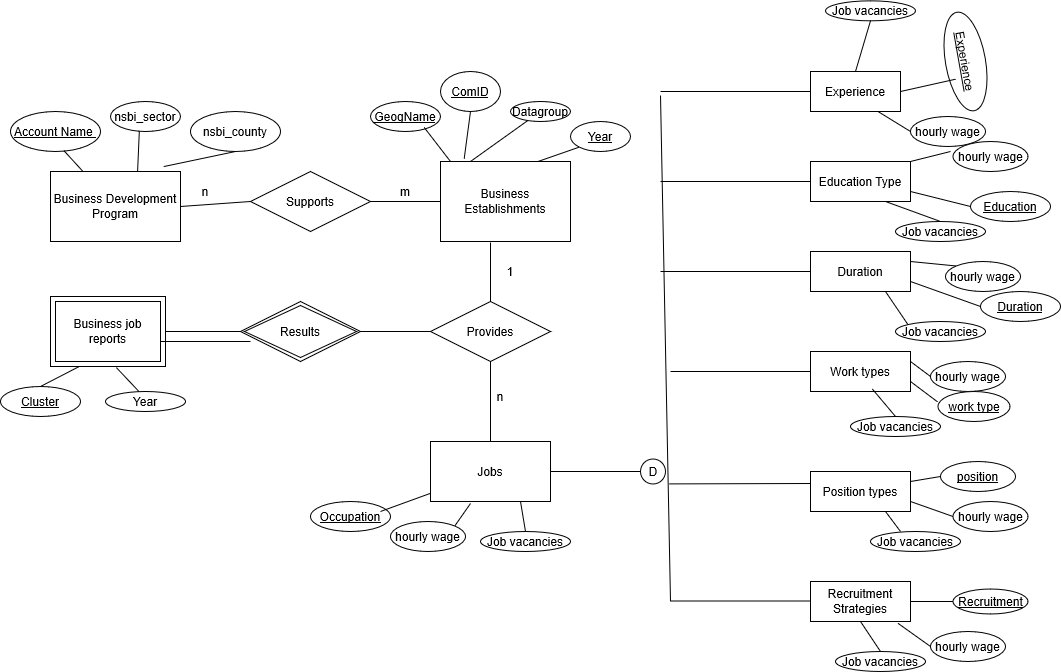 Job vacancies
Experience
Experience
hourly wage
Account Name
nsbi_sector
nsbi_county
Business Development
Program
n
Supports
m
GeogName
ComID
Datagroup
Year
Business
Establishments
hourly wage
Education Type
Education
Job vacancies
1
Duration
hourly wage
Duration
Job vacancies
Business job
reports
Results
Provides
Cluster
Year
Work types
hourly wage
work type
Job vacancies
n
Jobs
D
Occupation
hourly wage
Job vacancies
Position types
position
hourly wage
Job vacancies
Recruitment
Strategies
Recruitment
hourly wage
Job vacancies